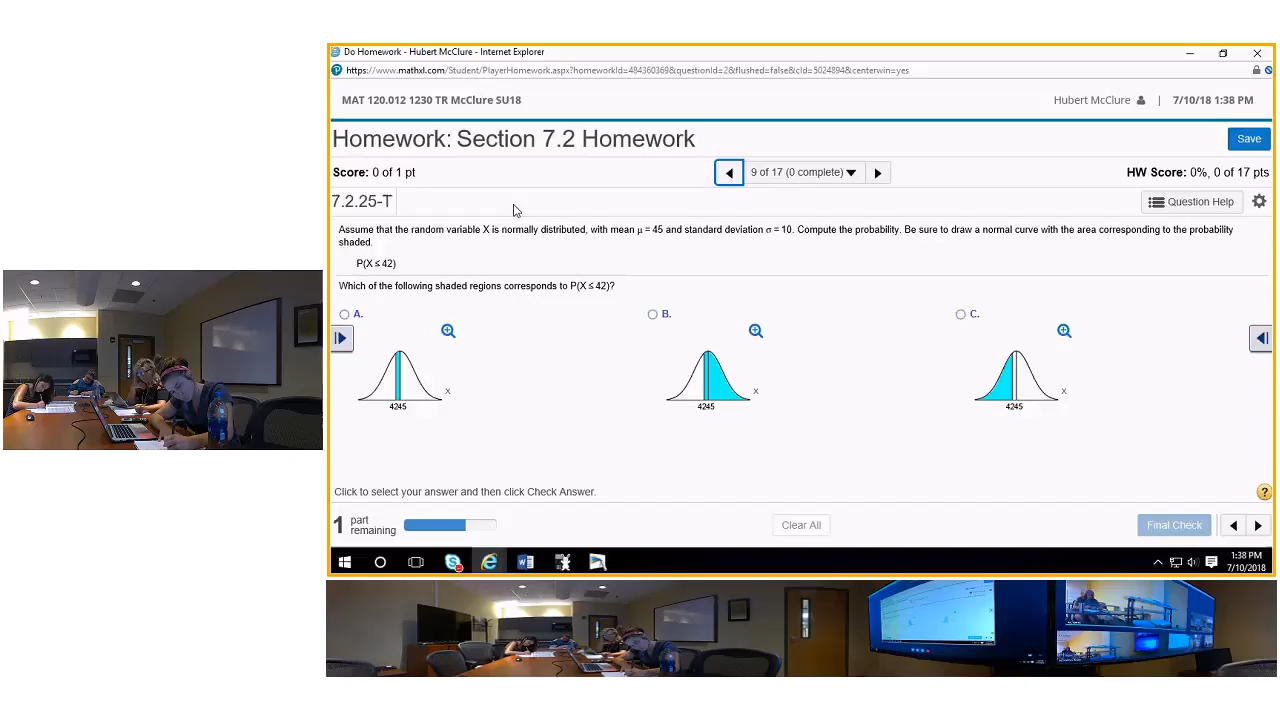 Do Homework - Hubert McClure - Internet Explorer
https://www.mathxl.com/Student/PlayerHomework.aspx?homeworkId=484360369&questionId=2&flushed=false&cId=5024894&centerwin=yes
MAT 120.012 1230 TR McClure SU18
Hubert McClure | 7/10/18 1:38 PM
Homework: Section 7.2 Homework
Save
Score: 0 of 1 pt
9 of 17 (0 complete)
HW Score: 0%, 0 of 17 pts
7.2.25-T
Question Help
Assume that the random variable X is normally distributed, with mean μ = 45 and standard deviation σ = 10. Compute the probability. Be sure to draw a normal curve with the area corresponding to the probability
shaded.
P(X ≤ 42)
Which of the following shaded regions corresponds to P(X ≤ 42)?
A.
B.
C.
X
4245
X
4245
X
4245
Click to select your answer and then click Check Answer.
?
1 part
remaining
Clear All
Final Check
1:38 PM
7/10/2018